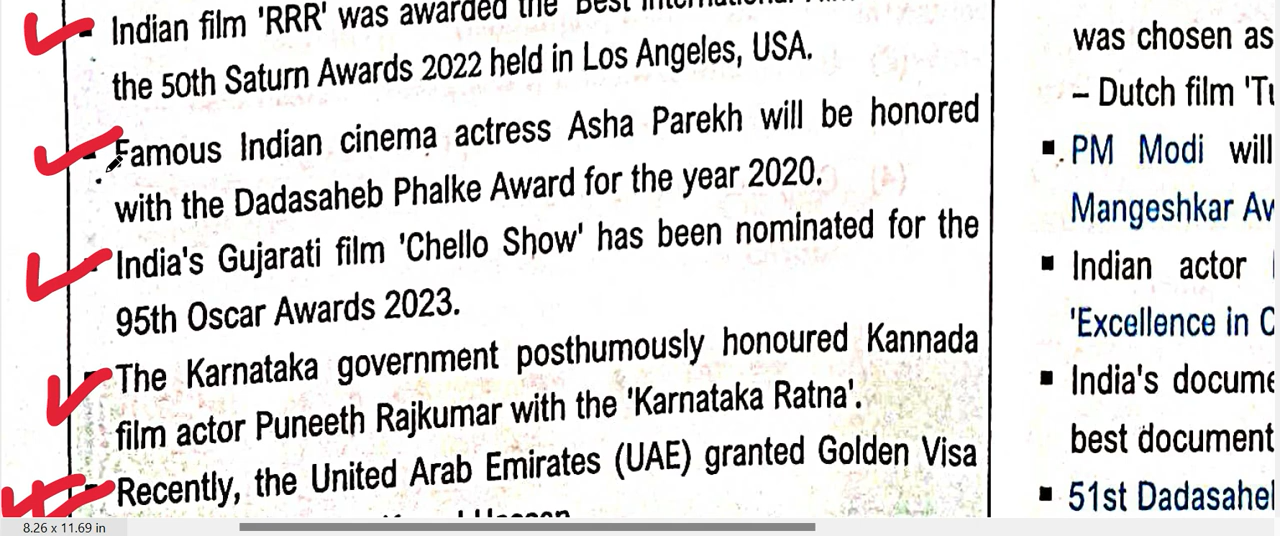 Indian film 'RRR' was awarded the 'Best International Film
the 50th Saturn Awards 2022 held in Los Angeles, USA.
Famous Indian cinema actress Asha Parekh will be honored
with the Dadasaheb Phalke Award for the year 2020.
India's Gujarati film 'Chello Show' has been nominated for the
95th Oscar Awards 2023.
The Karnataka government posthumously honoured Kannada
film actor Puneeth Rajkumar with the 'Karnataka Ratna'.
Recently, the United Arab Emirates (UAE) granted Golden Visa
was chosen as
– Dutch film
PM Modi will
Mangeshkar
Indian actor
'Excellence in
India's
best
51st
8.26 x 11.69 in